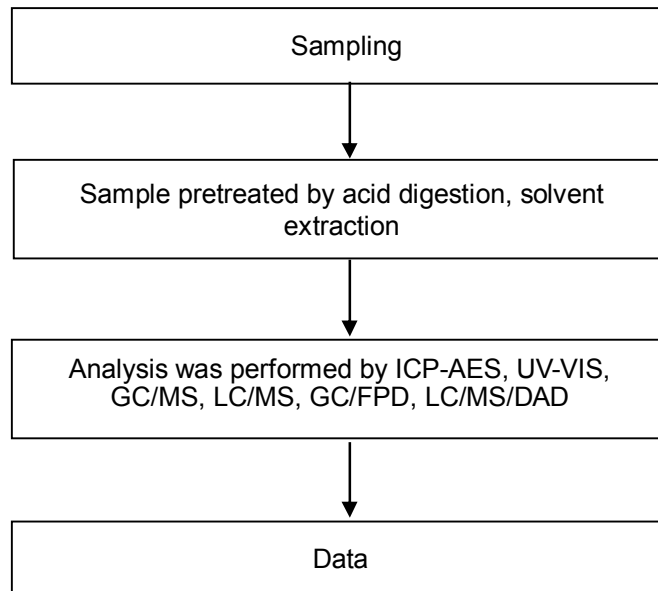 Sampling
Sample pretreated by acid digestion, solvent
extraction
Analysis was performed by ICP-AES, UV-VIS,
GC/MS, LC/MS, GC/FPD, LC/MS/DAD
Data